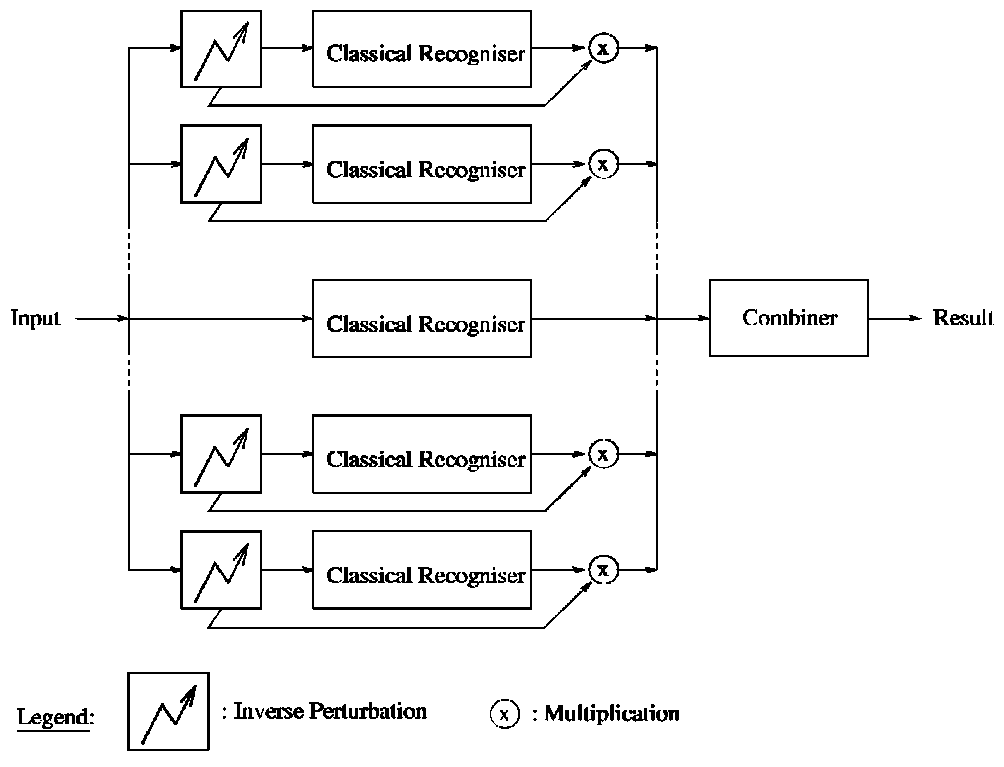 Classical Recogniser
x
Classical Recogniser
x
Input
Classical Recogniser
Combiner
Result
Classical Recogniser
x
Classical Recogniser
x
Legend:
: Inverse Perturbation
x
: Multiplication